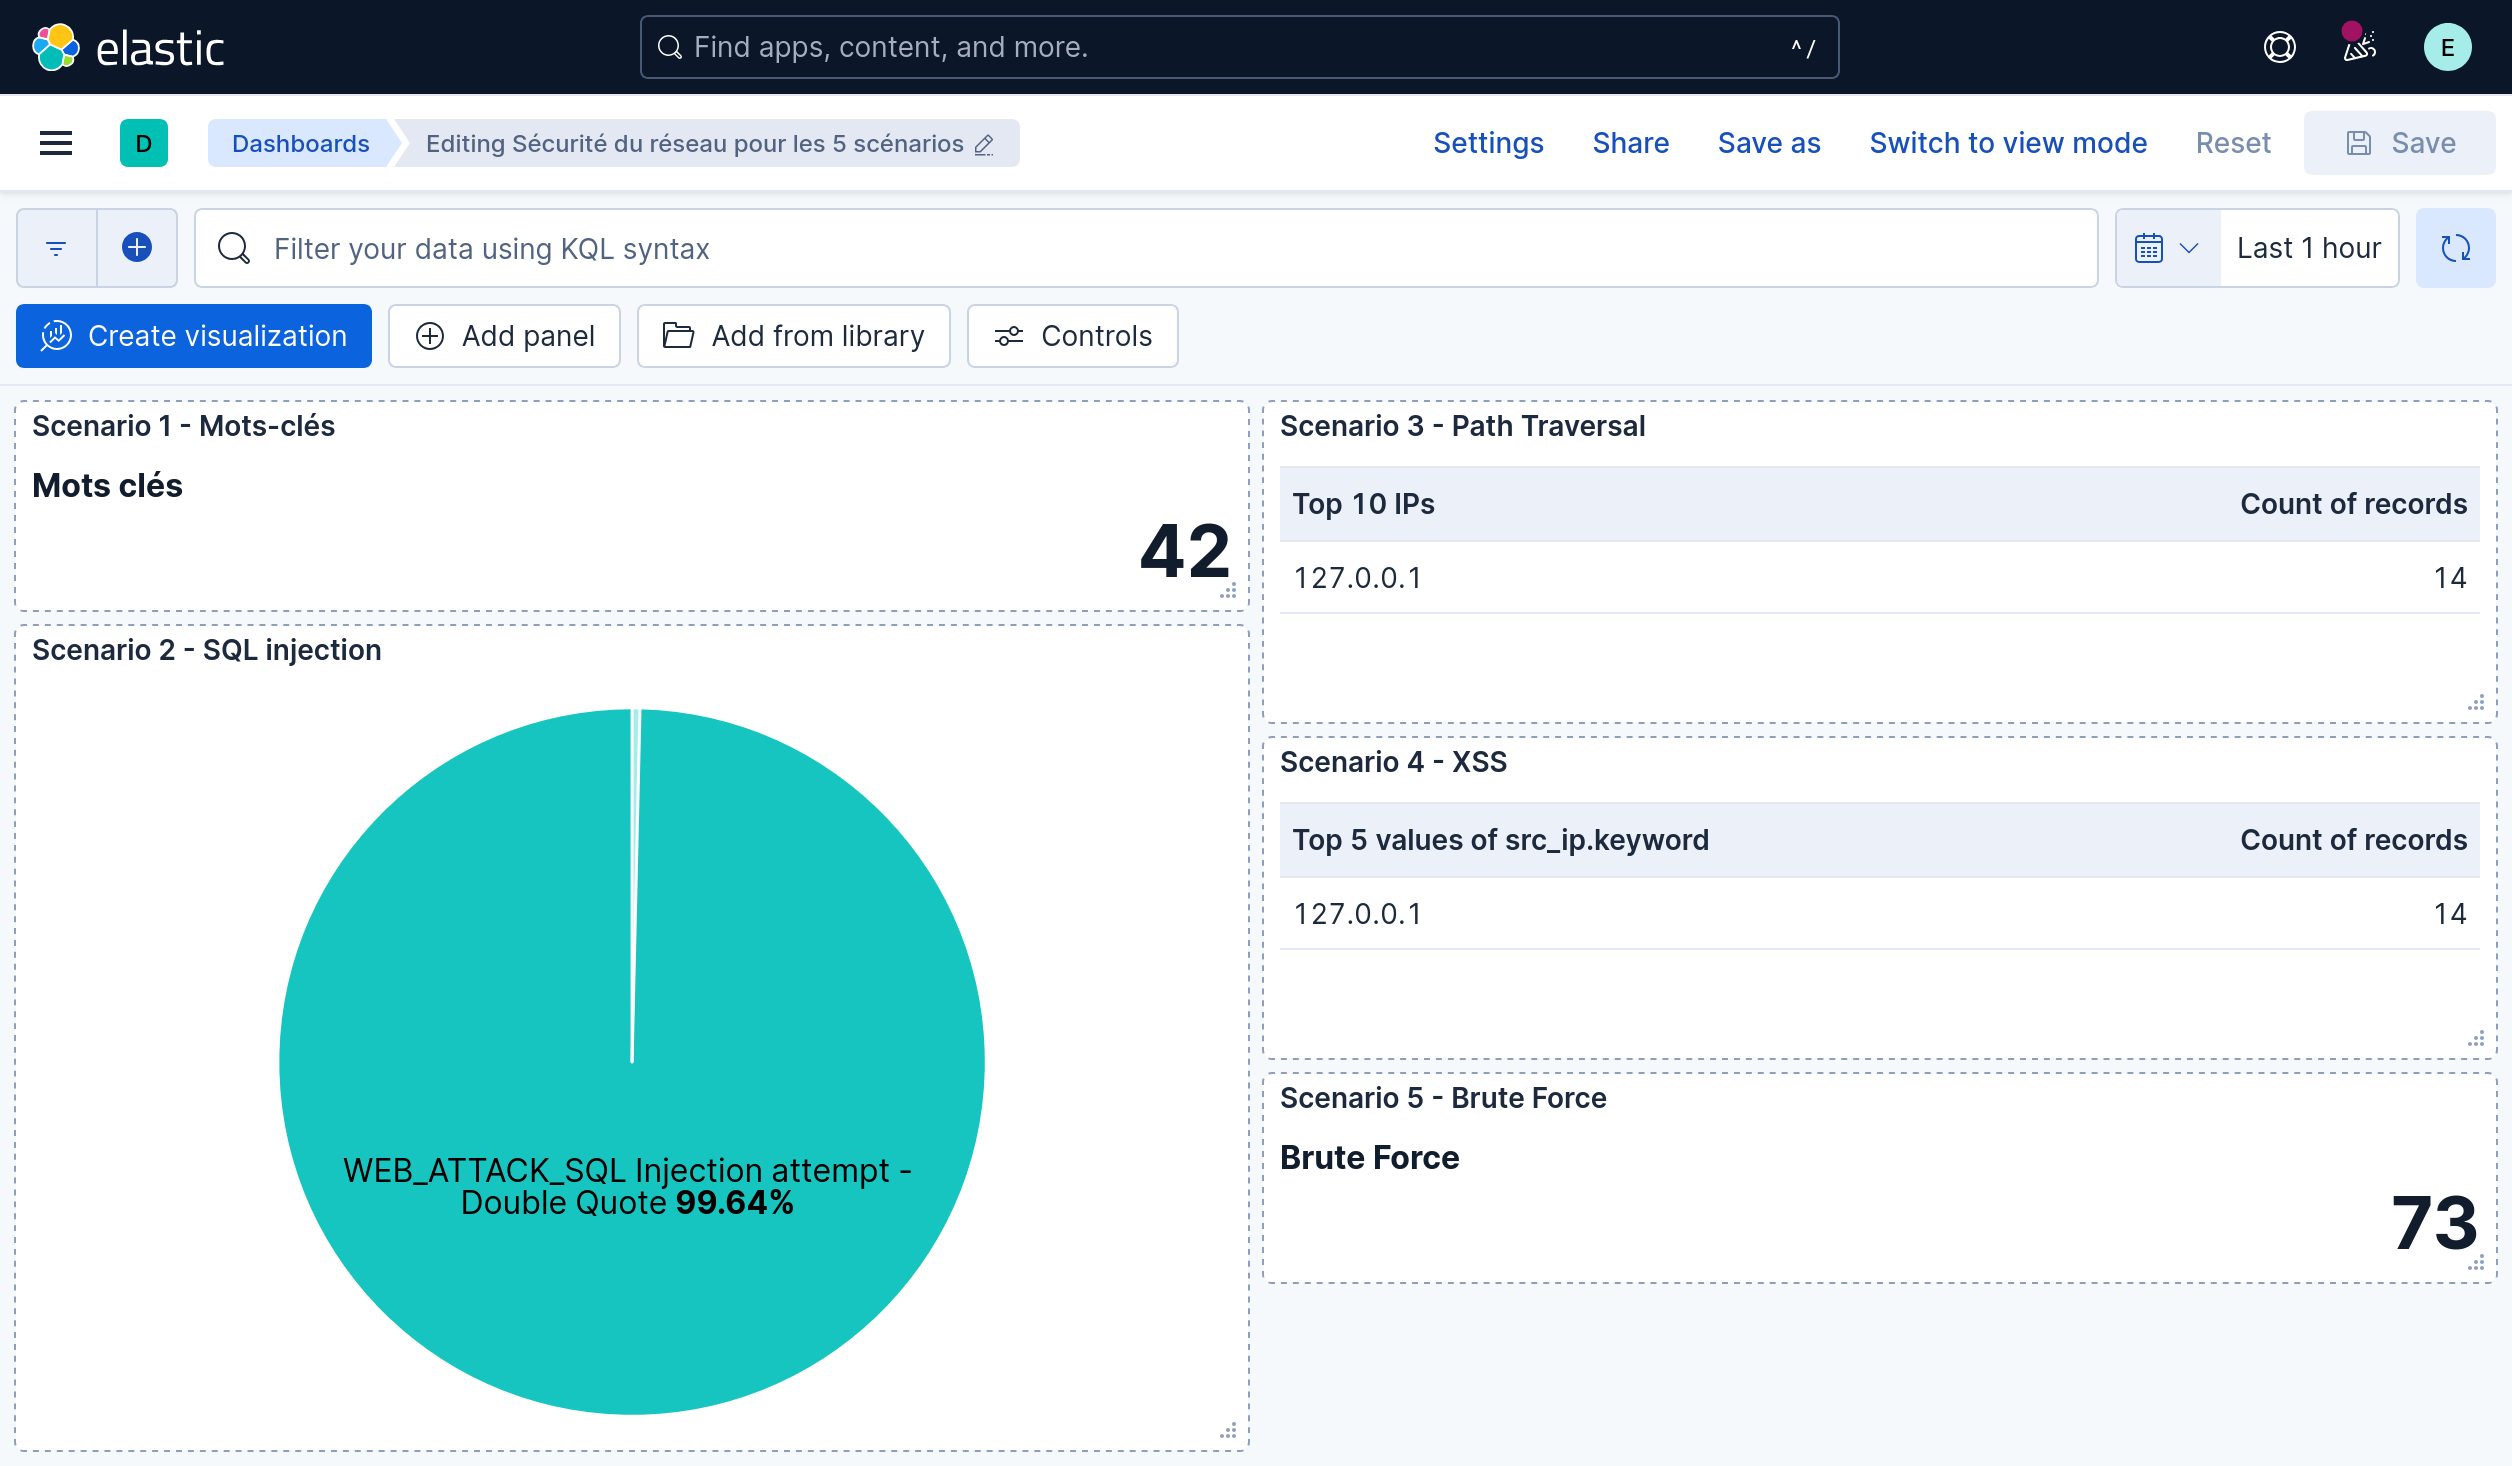 elastic
Find apps, content, and more.
^ /
E
D
Dashboards
Editing Sécurité du réseau pour les 5 scénarios
Settings
Share
Save as
Switch to view mode
Reset
Save
Filter your data using KQL syntax
Last 1 hour
Create visualization
Add panel
Add from library
Controls
Scenario 1 - Mots-clés
Mots clés
42
Scenario 2 - SQL injection
WEB_ATTACK_SQL Injection attempt -
Double Quote 99.64%
Scenario 3 - Path Traversal
Top 10 IPs Count of records
127.0.0.1 14
Scenario 4 - XSS
Top 5 values of src_ip.keyword Count of records
127.0.0.1 14
Scenario 5 - Brute Force
Brute Force
73